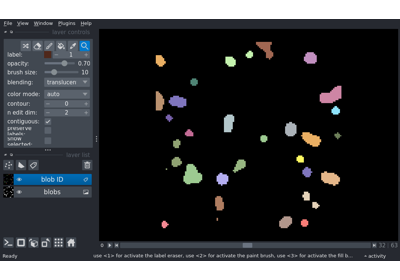 File View Window Plugins Help
layer controls
label: 1
opacity: 0.70
brush size: 10
blending: translucen
color mode: auto
contour: 0
n edit dim: 2
contiguous:
preserve labels:
show selected:
layer list
blob ID
blobs
0 32 63
Ready use <1> for activate the label eraser, use <2> for activate the paint brush, use <3> for activate the fill b... activity